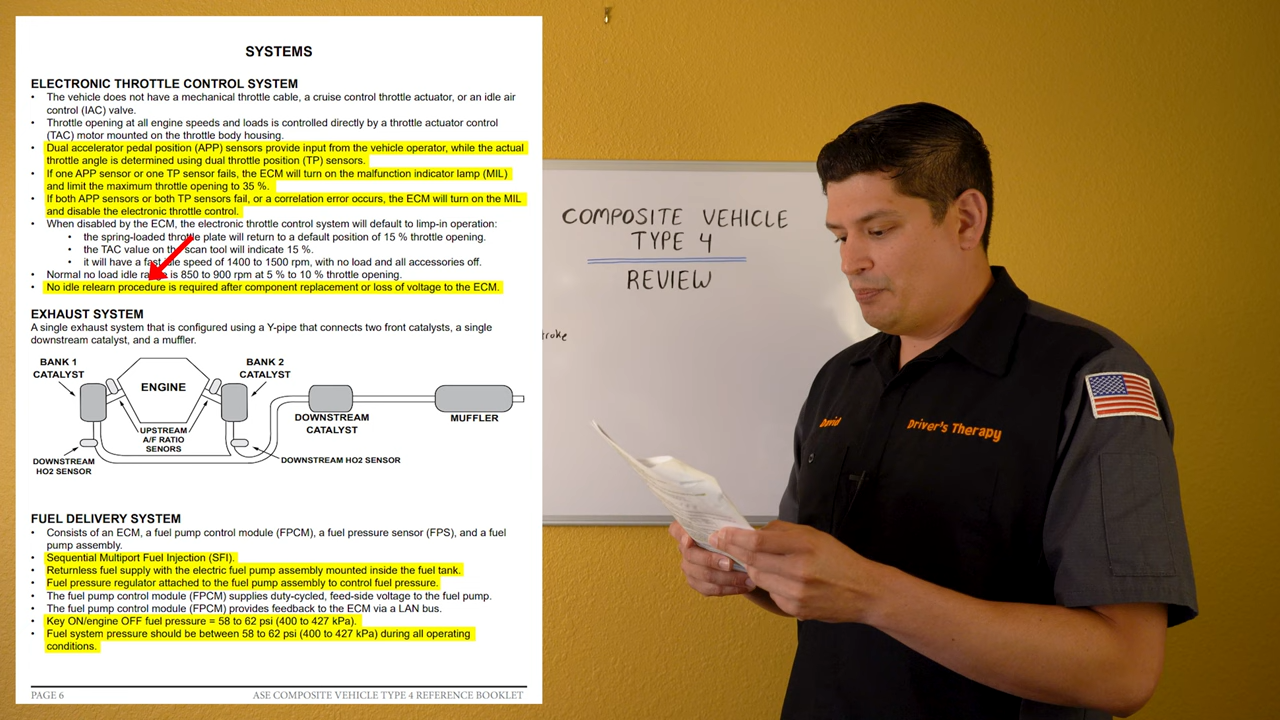 SYSTEMS
ELECTRONIC THROTTLE CONTROL SYSTEM
• The vehicle does not have a mechanical throttle cable, a cruise control throttle actuator, or an idle air
control (IAC) valve.
• Throttle opening at all engine speeds and loads is controlled directly by a throttle actuator control
(TAC) motor mounted on the throttle body housing.
• Dual accelerator pedal position (APP) sensors provide input from the vehicle operator, while the actual
throttle angle is determined using dual throttle position (TP) sensors.
• If one APP sensor or one TP sensor fails, the ECM will turn on the malfunction indicator lamp (MIL)
and limit the maximum throttle opening to 35 %.
• If both APP sensors or both TP sensors fail, or a correlation error occurs, the ECM will turn on the MIL
and disable the electronic throttle control.
• When disabled by the ECM, the electronic throttle control system will default to limp-in operation:
• the spring-loaded throttle plate will return to a default position of 15 % throttle opening.
• the TAC value on the scan tool will indicate 15 %.
• it will have a fast idle speed of 1400 to 1500 rpm, with no load and all accessories off.
• Normal no load idle is 850 to 900 rpm at 5 % to 10 % throttle opening.
• No idle relearn procedure is required after component replacement or loss of voltage to the ECM.
EXHAUST SYSTEM
A single exhaust system that is configured using a Y-pipe that connects two front catalysts, a single
downstream catalyst, and a muffler.
BANK 1
CATALYST
ENGINE
BANK 2
CATALYST
UPSTREAM
A/F RATIO
SENORS
DOWNSTREAM
CATALYST
MUFFLER
DOWNSTREAM
HO2 SENSOR
DOWNSTREAM HO2 SENSOR
FUEL DELIVERY SYSTEM
• Consists of an ECM, a fuel pump control module (FPCM), a fuel pressure sensor (FPS), and a fuel
pump assembly.
• Sequential Multiport Fuel Injection (SFI).
• Returnless fuel supply with the electric fuel pump assembly mounted inside the fuel tank.
• Fuel pressure regulator attached to the fuel pump assembly to control fuel pressure.
• The fuel pump control module (FPCM) supplies duty-cycled, feed-side voltage to the fuel pump.
• The fuel pump control module (FPCM) provides feedback to the ECM via a LAN bus.
• Key ON/engine OFF fuel pressure = 58 to 62 psi (400 to 427 kPa).
• Fuel system pressure should be between 58 to 62 psi (400 to 427 kPa) during all operating
conditions.
PAGE 6
ASE COMPOSITE VEHICLE TYPE 4 REFERENCE BOOKLET
COMPOSITE VEHICLE
TYPE 4
REVIEW
troke
David
Driver's Therapy